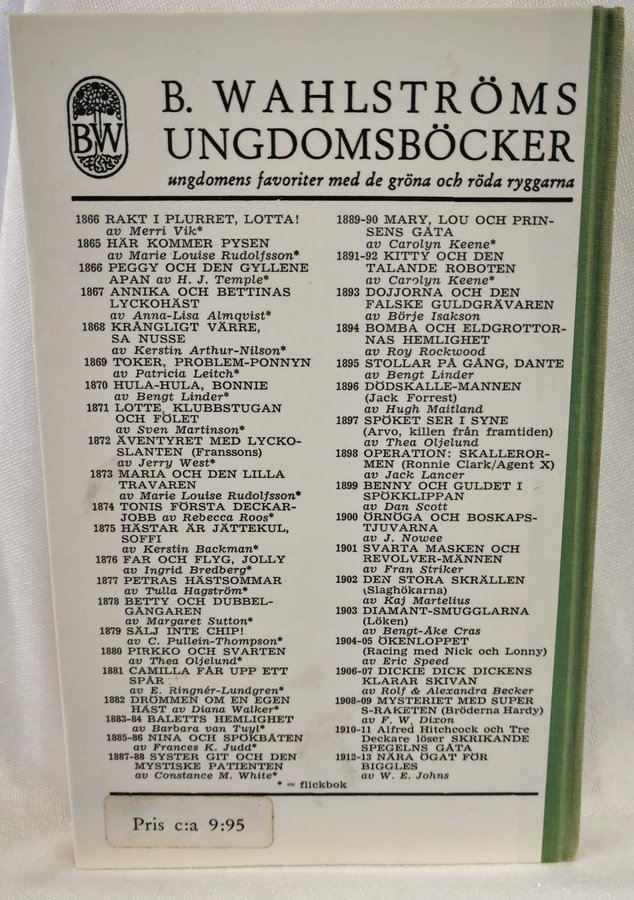 BW
B. WAHLSTRÖMS
UNGDOMSBÖCKER
ungdomens favoriter med de gröna och röda ryggarna
1866 RAKT I PLURRET, LOTTA!
av Merri Vik*
1865 HÄR KOMMER PYSEN
av Marie Louise Rudolfsson*
1866 PEGGY OCH DEN GYLLENE
APAN av H. J. Temple*
1867 ANNIKA OCH BETTINAS
LYCKOHÄST
av Anna-Lisa Almqvist*
1868 KRÅNGLIGT VÄRRE,
SA NUSSE
av Kerstin Arthur-Nilson*
1869 TOKER, PROBLEM-PONNYN
av Patricia Leitch*
1870 HULA-HULA, BONNIE
av Bengt Linder*
1871 LOTTE, KLUBBSTUGAN
OCH FÖLET
av Sven Martinson*
1872 ÄVENTYRET MED LYCKO-
SLANTEN (Franssons)
av Jerry West*
1873 MARIA OCH DEN LILLA
TRAVAREN
av Marie Louise Rudolfsson*
1874 TONIS FÖRSTA DECKAR-
JOBB av Rebecca Roos*
1875 HÄSTAR ÄR JÄTTEKUL,
SOFFI
av Kerstin Backman*
1876 FAR OCH FLYG, JOLLY
av Ingrid Bredberg*
1877 PETRAS HÄSTSOMMAR
av Tulla Hagström*
1878 BETTY OCH DUBBEL-
GÅNGAREN
av Margaret Sutton*
1879 SÄLJ INTE CHIP!
av C. Pullein-Thompson*
1880 PIRKKO OCH SVARTEN
av Thea Oljelund*
1881 CAMILLA FÅR UPP ETT
SPÅR
av E. Ringnér-Lundgren*
1882 DRÖMMEN OM EN EGEN
HÄST av Diana Walker*
1883-84 BALETTS HEMLIGHET
av Barbara van Tuyl*
1885-86 NINA OCH SPÖKBÅTEN
av Frances K. Judd*
1887-88 SYSTER GIT OCH DEN
MYSTISKE PATIENTEN
av Constance M. White*
1889-90 MARY, LOU OCH PRIN-
SENS GÅTA
av Carolyn Keene*
1891-92 KITTY OCH DEN
TALANDE ROBOTEN
av Carolyn Keene*
1893 DOJJORNA OCH DEN
FALSKE GULDGRÄVAREN
av Börje Isakson
1894 BOMBA OCH ELDGROTTOR-
NAS HEMLIGHET
av Roy Rockwood
1895 STOLLAR PÅ GÅNG, DANTE
av Bengt Linder
1896 DÖDSKALLE-MANNEN
(Jack Forrest)
av Hugh Maitland
1897 SPÖKET SER I SYNE
(Arvo, killen från framtiden)
av Thea Oljelund
1898 OPERATION: SKALLEROR-
MEN (Ronnie Clark/Agent X)
av Jack Lancer
1899 BENNY OCH GULDET I
SPÖKKLIPPAN
av Dan Scott
1900 ÖRNÖGA OCH BOSKAPS-
TJUVARNA
av J. Nowee
1901 SVARTA MASKEN OCH
REVOLVER-MÄNNEN
av Fran Striker
1902 DEN STORA SKRÄLLEN
(Slaghökarna)
av Kaj Martelius
1903 DIAMANT-SMUGGLARNA
(Löken)
av Bengt-Åke Cras
1904-05 ÖKENLOPPET
(Racing med Nick och Lonny)
av Eric Speed
1906-07 DICKIE DICK DICKENS
KLARAR SKIVAN
av Rolf & Alexandra Becker
1908-09 MYSTERIET MED SUPER
S-RAKETEN (Bröderna Hardy)
av F. W. Dixon
1910-11 Alfred Hitchcock och Tre
Deckare löser SKRIKANDE
SPEGELNS GÅTA
1912-13 NÄRA ÖGAT FÖR
BIGGLES
av W. E. Johns
* = flickbok
Pris c:a 9:95